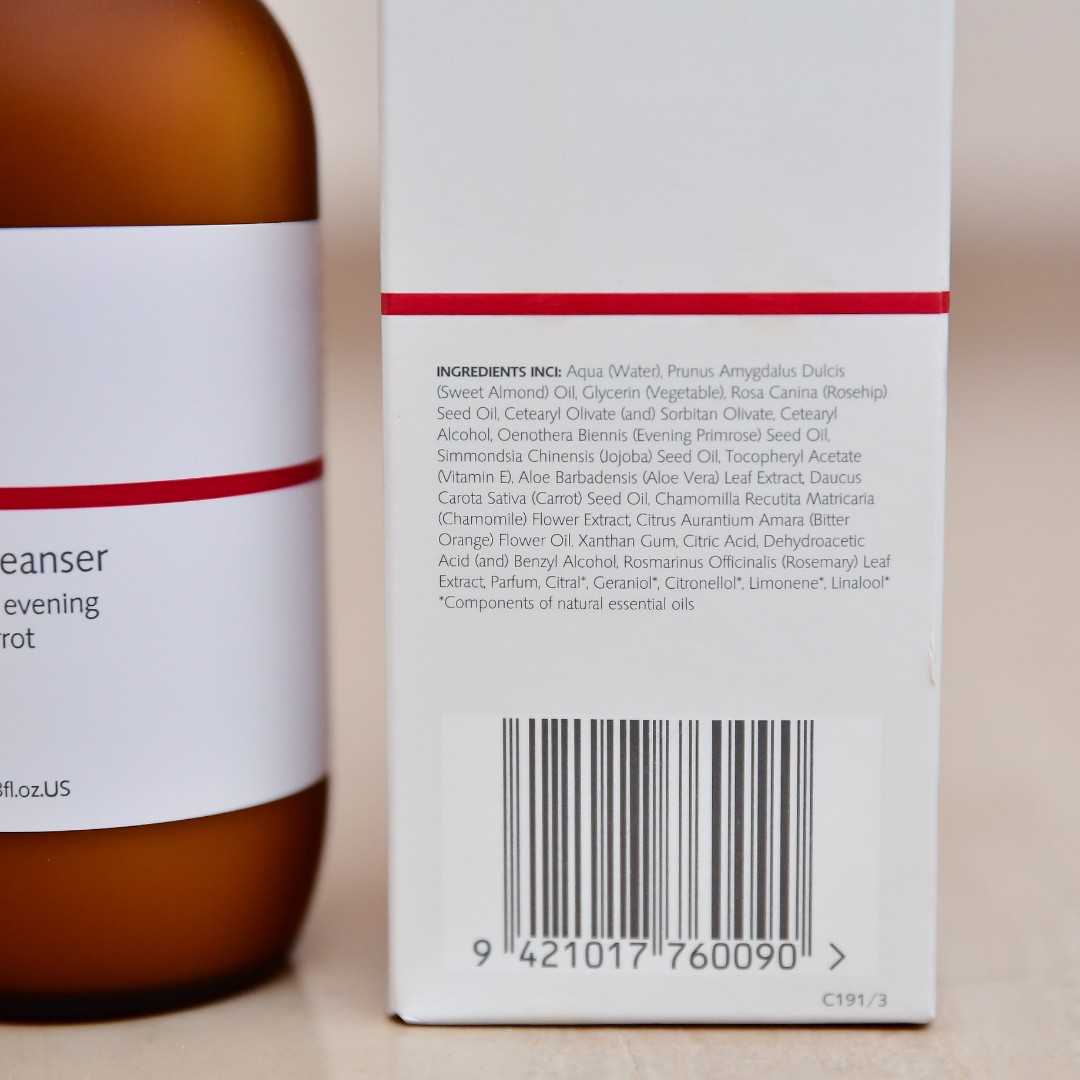 eanser
evening
rot
fl.oz.US
INGREDIENTS INCI: Aqua (Water), Prunus Amygdalus Dulcis
(Sweet Almond) Oil, Glycerin (Vegetable), Rosa Canina (Rosehip)
Seed Oil, Cetearyl Olivate (and) Sorbitan Olivate, Cetearyl
Alcohol, Oenothera Biennis (Evening Primrose) Seed Oil,
Simmondsia Chinensis (Jojoba) Seed Oil, Tocopheryl Acetate
(Vitamin E), Aloe Barbadensis (Aloe Vera) Leaf Extract, Daucus
Carota Sativa (Carrot) Seed Oil, Chamomilla Recutita Matricaria
(Chamomile) Flower Extract, Citrus Aurantium Amara (Bitter
Orange) Flower Oil, Xanthan Gum, Citric Acid, Dehydroacetic
Acid (and) Benzyl Alcohol, Rosmarinus Officinalis (Rosemary) Leaf
Extract, Parfum, Citral*, Geraniol*, Citronellol*, Limonene*, Linalool*
*Components of natural essential oils
9 421017 760090 >
C191/3